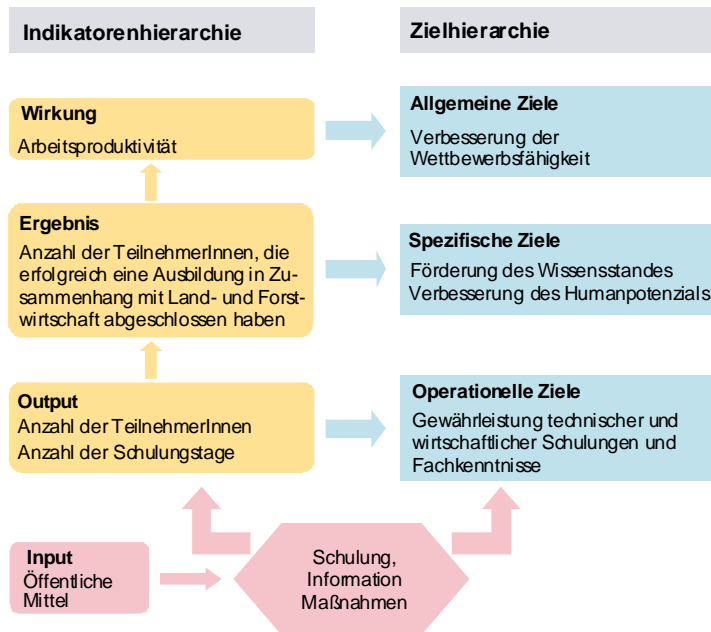 Indikatorenhierarchie
Zielhierarchie
Wirkung
Arbeitsproduktivität
Allgemeine Ziele
Verbesserung der
Wettbewerbsfähigkeit
Ergebnis
Anzahl der TeilnehmerInnen, die
erfolgreich eine Ausbildung in Zu-
sammenhang mit Land- und Forst-
wirtschaft abgeschlossen haben
Spezifische Ziele
Förderung des Wissensstandes
Verbesserung des Humanpotenzials
Output
Anzahl der TeilnehmerInnen
Anzahl der Schulungstage
Operationelle Ziele
Gewährleistung technischer und
wirtschaftlicher Schulungen und
Fachkenntnisse
Input
Öffentliche
Mittel
Schulung,
Information
Maßnahmen